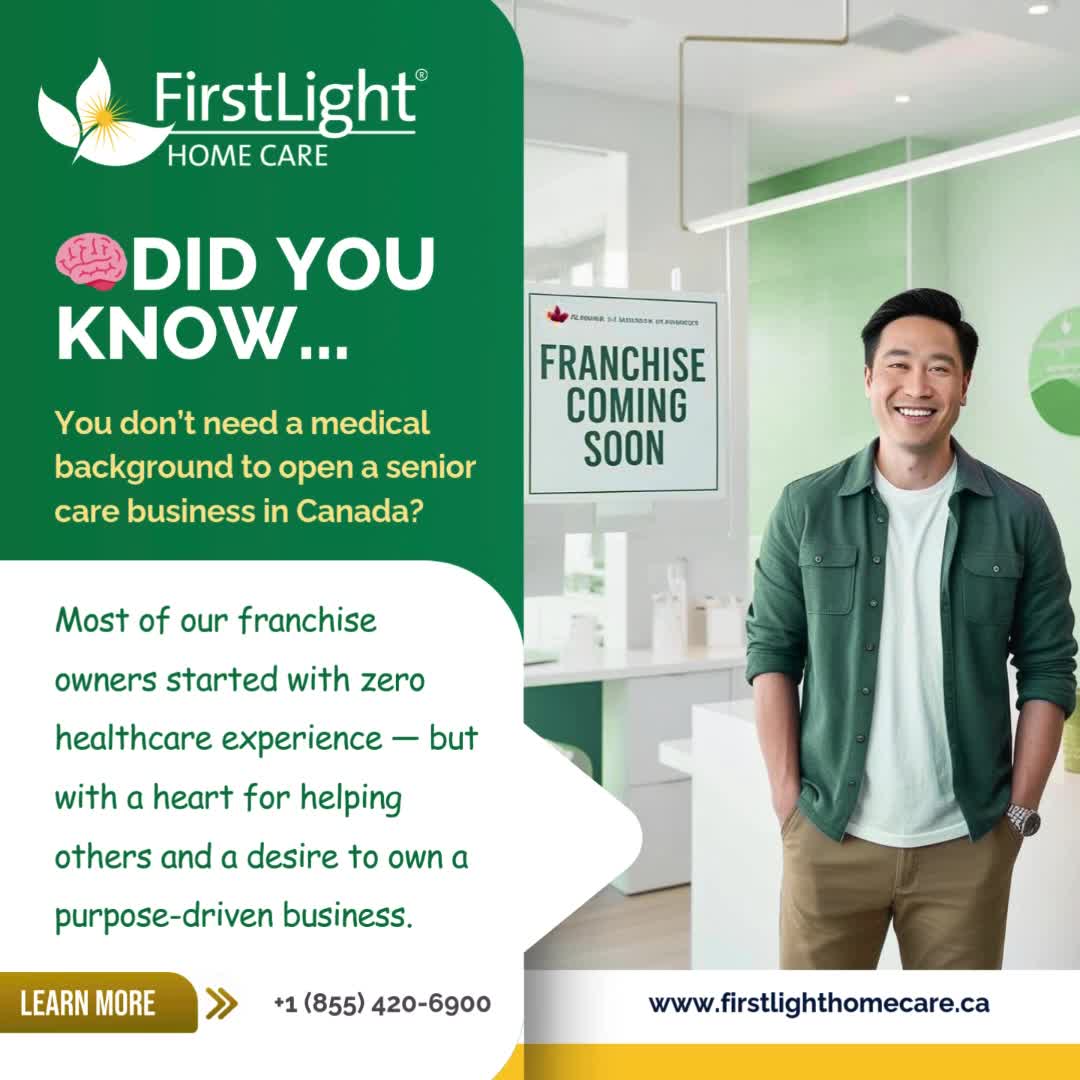 FirstLight®
HOME CARE
🧠DID YOU
KNOW...
You don't need a medical
background to open a senior
care business in Canada?
FRANCHISE
COMING
SOON
Most of our franchise
owners started with zero
healthcare experience — but
with a heart for helping
others and a desire to own a
purpose-driven business.
LEARN MORE
+1 (855) 420-6900
www.firstlighthomecare.ca